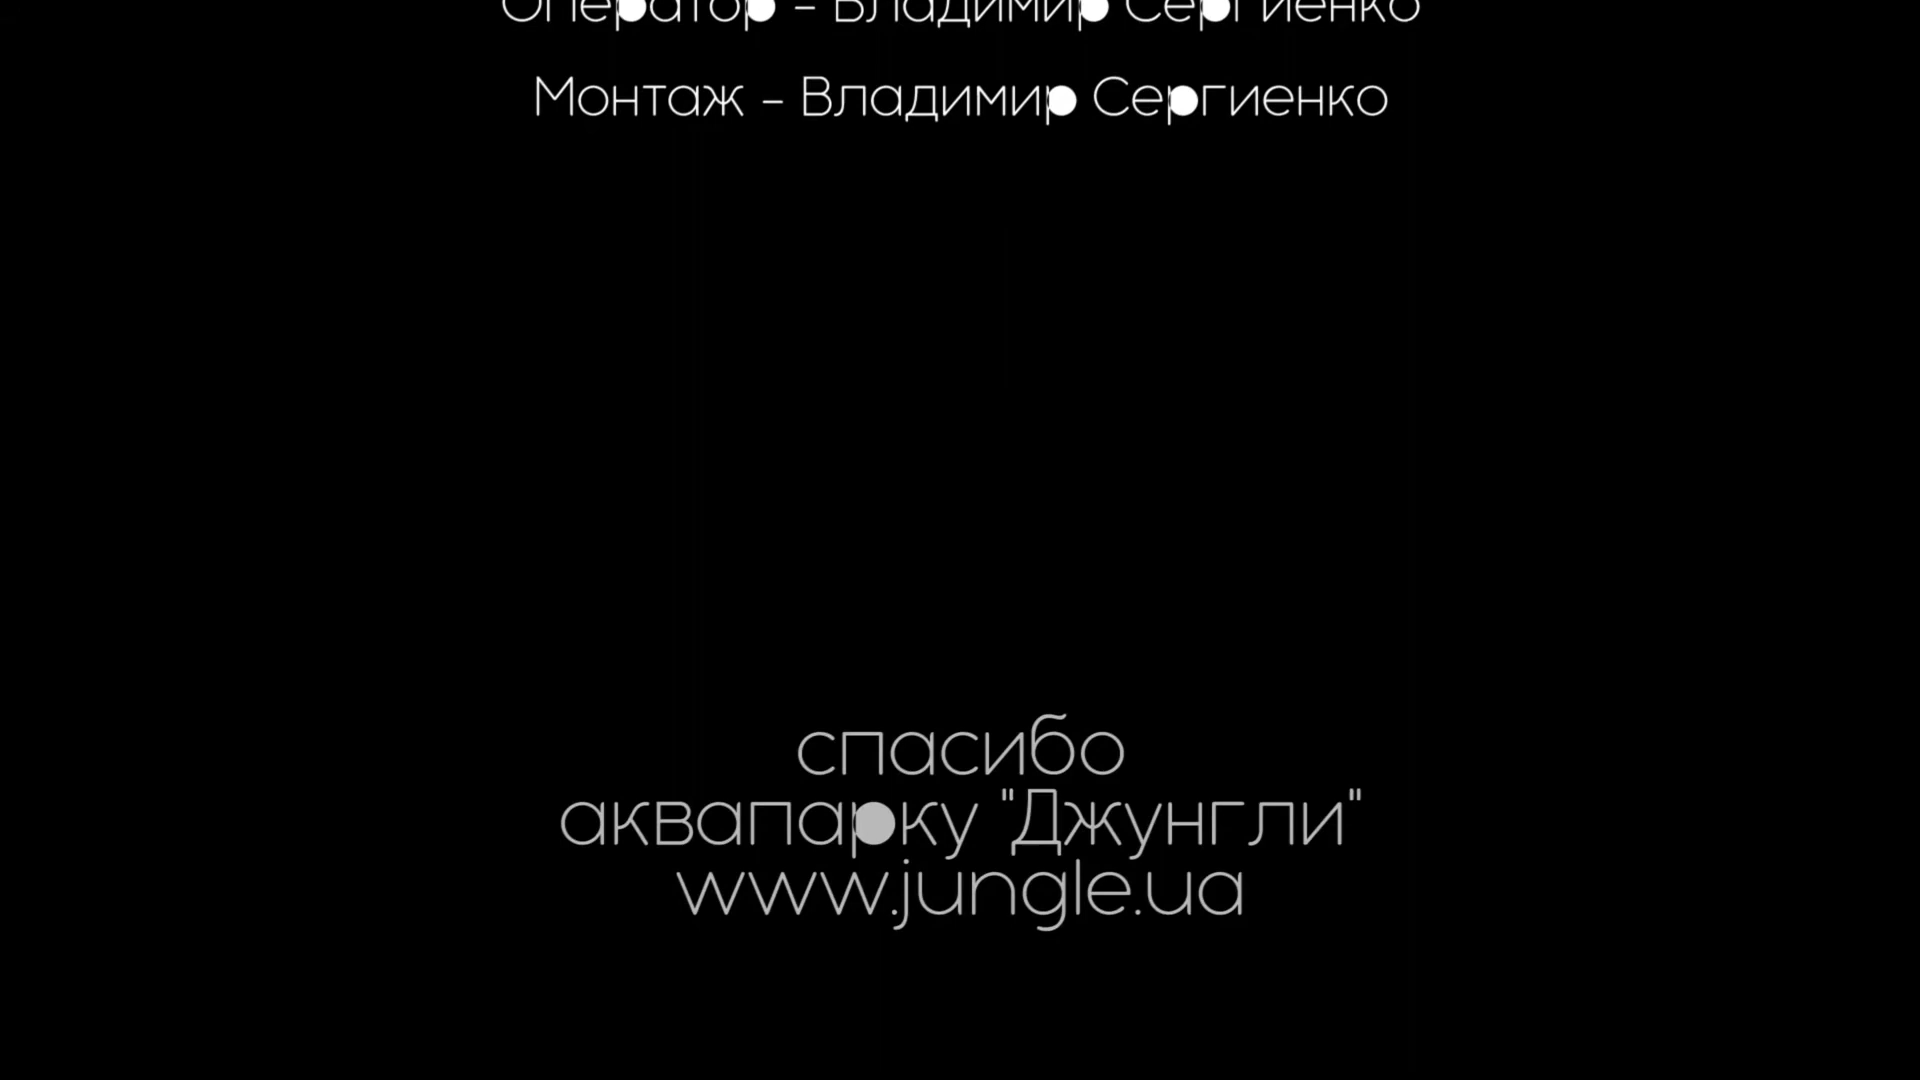 Оператор - Владимир Сергиенко
Монтаж - Владимир Сергиенко
спасибо
аквапарку "Джунгли"
www.jungle.ua